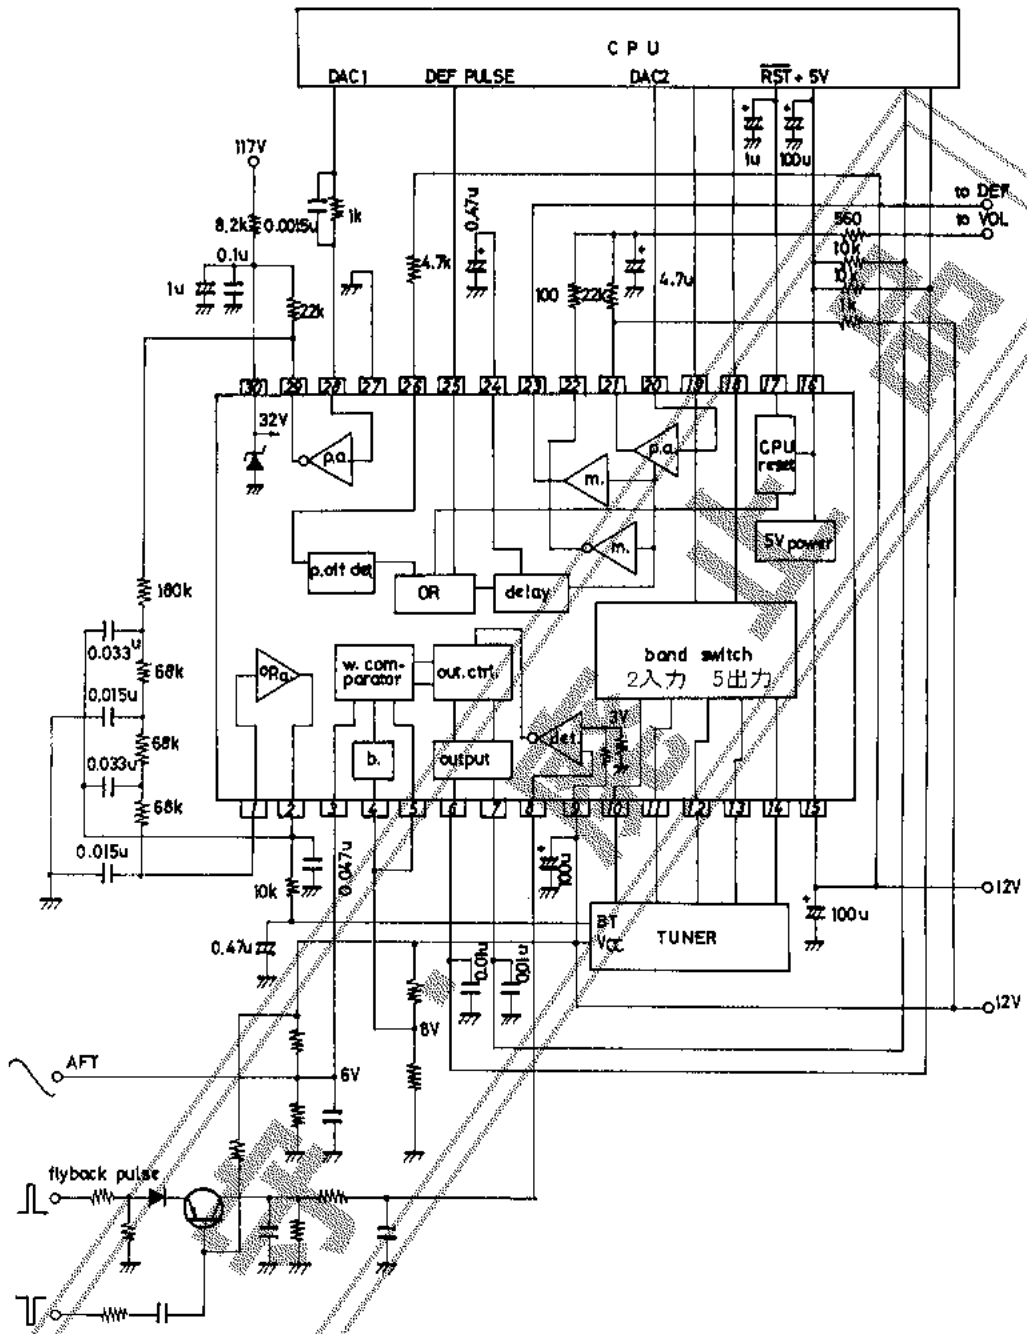 CPU
DAC1 DEF PULSE DAC2 RST + 5V
+ +
1u 100u
117V
to DEF
to VOL
8.2k 0.0015u 1k 0.47u 560
0.1u 4.7k + + 10k
1u 100 22k 4.7u 10k
22k 1k
30 29 28 27 26 25 24 23 22 21 20 19 18 17 16
32V
p.a. p.a. CPU reset
m.
m. 5V power
p.off det.
OR delay
180k
0.033u
68k
0.015u
68k
0.033u
68k
0.015u
OPa.
w. comparator
out.ctrl.
band switch
2入力 5出力
3V
det.
b. output
1 2 3 4 5 6 7 8 9 10 11 12 13 14 15
0.047u
10k
+ 100u
0.47u
BT
VCC
TUNER
12V
+ 100u
0.01u 0.01u
12V
8V
AFT
6V
flyback pulse